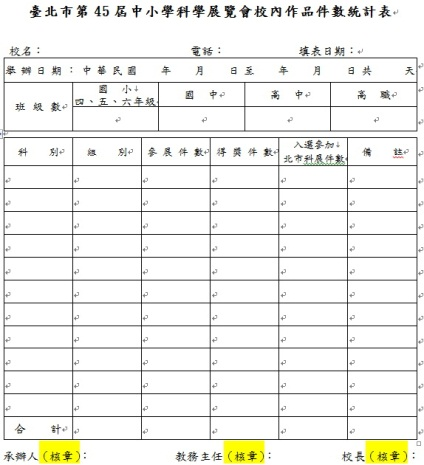 臺北市第 45 屆中小學科學展覽會校內作品件數統計表
校名： 電話： 填表日期：
舉辦日期：中華民國 年 月 日至 年 月 日共 天
班級數 國小 四、五、六年級 國中 高中 高職
科別 組別 參展件數 得獎件數 入選參加 北市科展件數 備註
合計
承辦人（核章）： 教務主任（核章）： 校長（核章）：